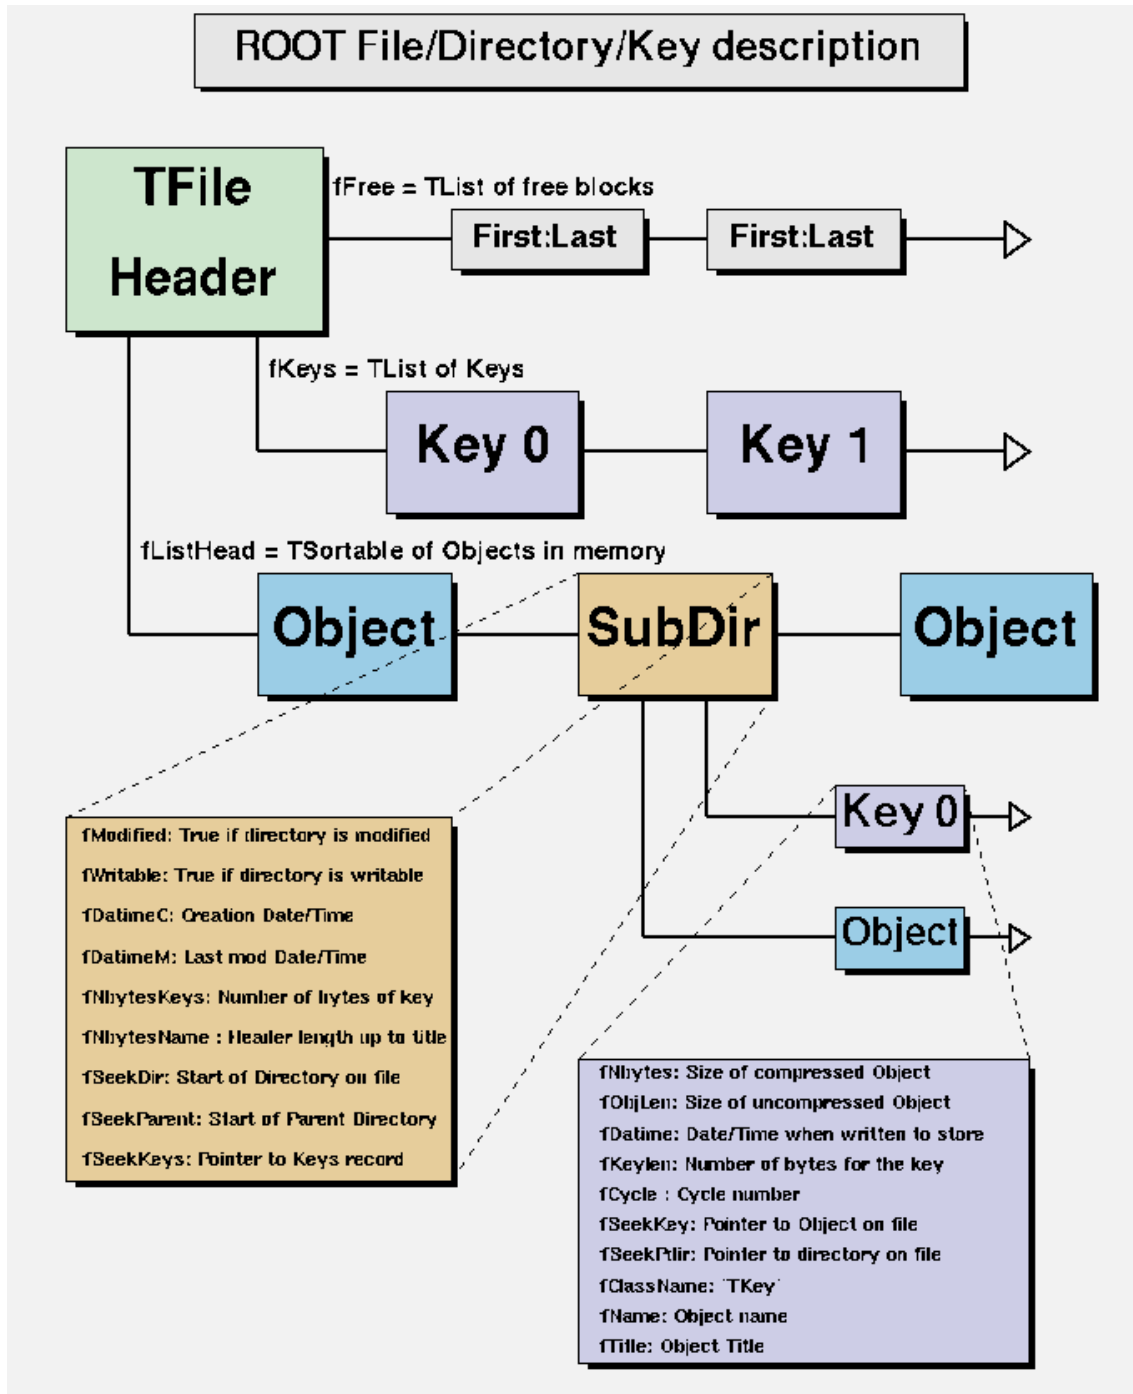 ROOT File/Directory/Key description
TFile
Header
fFree = TList of free blocks
First:Last
First:Last
fKeys = TList of Keys
Key 0
Key 1
fListHead = TSortable of Objects in memory
Object
SubDir
Object
Key 0
Object
fModified: True if directory is modified
fWritable: True if directory is writable
fDatimeC: Creation Date/Time
fDatimeM: Last mod Date/Time
fNbytesKeys: Number of bytes of key
fNbytesName : Header length up to title
fSeekDir: Start of Directory on file
fSeekParent: Start of Parent Directory
fSeekKeys: Pointer to Keys record
fNbytes: Size of compressed Object
fObjLen: Size of uncompressed Object
fDatime: Date/Time when written to store
fKeylen: Number of bytes for the key
fCycle : Cycle number
fSeekKey: Pointer to Object on file
fSeekPdir: Pointer to directory on file
fClassName: 'TKey'
fName: Object name
fTitle: Object Title